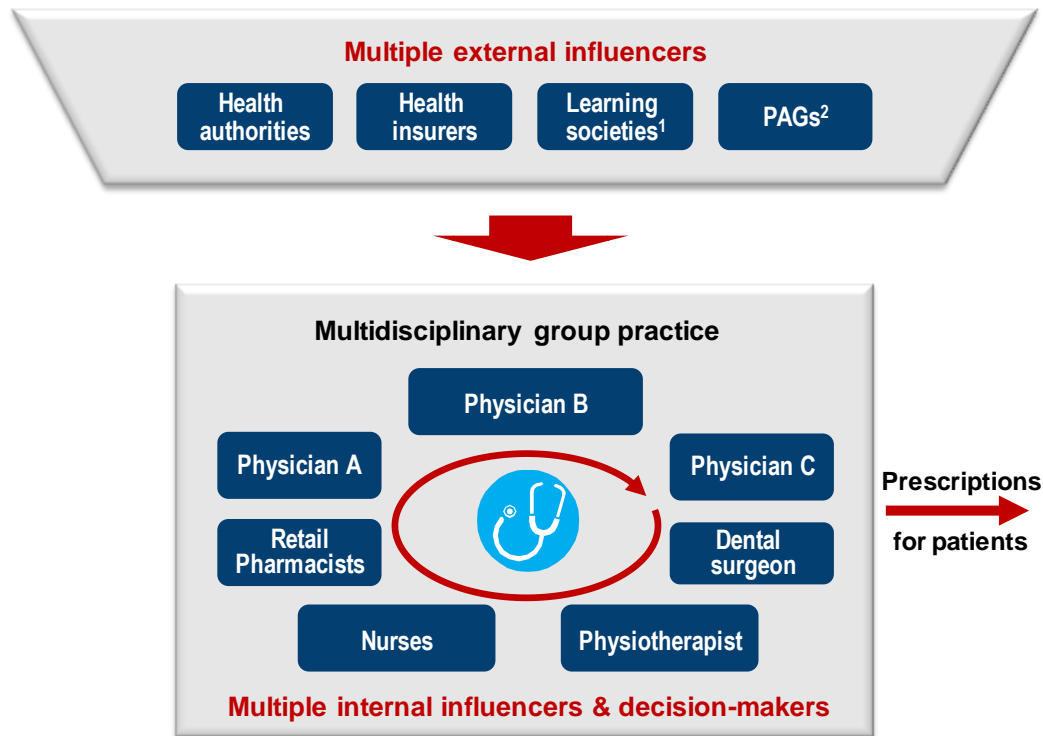 Multiple external influencers
Health
authorities
Health
insurers
Learning
societies1
PAGs2
Multidisciplinary group practice
Physician B
Physician A
Physician C
Retail
Pharmacists
Dental
surgeon
Nurses
Physiotherapist
Multiple internal influencers & decision-makers
Prescriptions
for patients